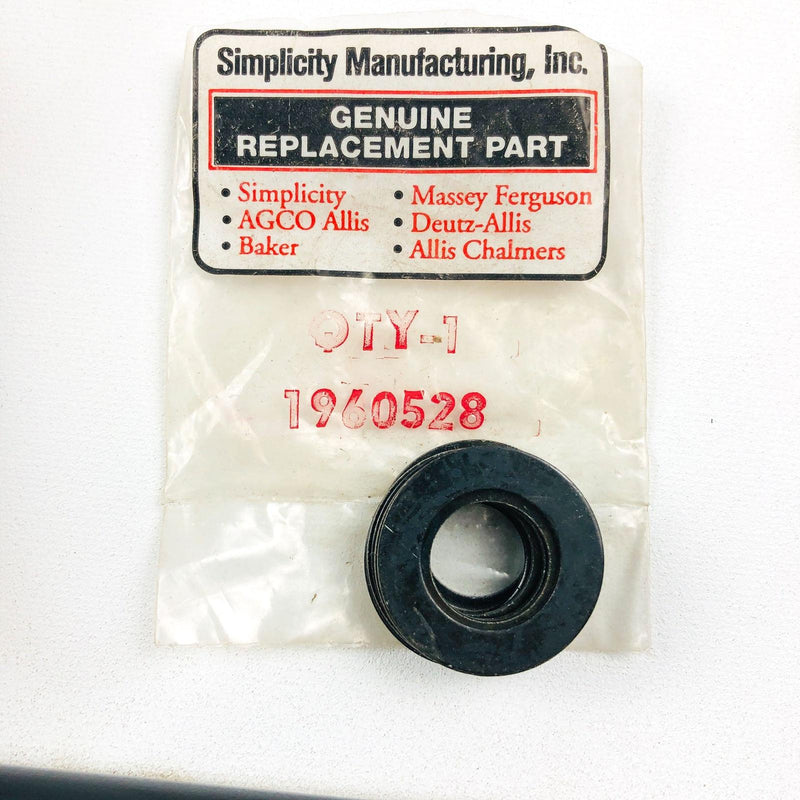 Simplicity Manufacturing, Inc.
GENUINE
REPLACEMENT PART
• Simplicity
• AGCO Allis
• Baker
• Massey Ferguson
• Deutz-Allis
• Allis Chalmers
QTY-1
1960528